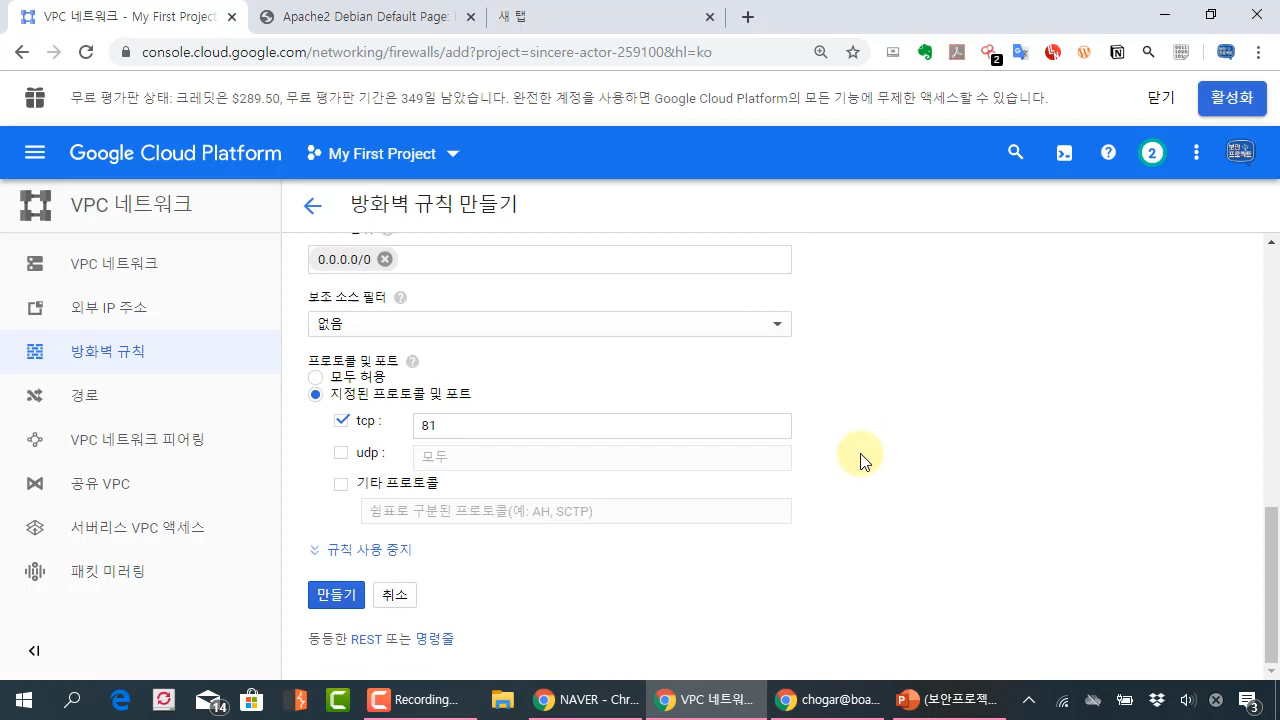 VPC 네트워크 - My First Project
Apache2 Debian Default Page: I
새 탭
console.cloud.google.com/networking/firewalls/add?project=sincere-actor-259100&hl=ko
2
무료 평가판 상태: 크레딧은 $289.50, 무료 평가판 기간은 349일 남았습니다. 완전한 계정을 사용하면 Google Cloud Platform의 모든 기능에 무제한 액세스할 수 있습니다.
닫기
활성화
Google Cloud Platform
My First Project
2
보안
프로젝트
VPC 네트워크
방화벽 규칙 만들기
VPC 네트워크
외부 IP 주소
방화벽 규칙
경로
VPC 네트워크 피어링
공유 VPC
서버리스 VPC 액세스
패킷 미러링
0.0.0.0/0
보조 소스 필터
없음
프로토콜 및 포트
모두 허용
지정된 프로토콜 및 포트
tcp :
81
udp :
모두
기타 프로토콜
쉼표로 구분된 프로토콜(예: AH, SCTP)
규칙 사용 중지
만들기
취소
동등한 REST 또는 명령줄
14
Recording...
NAVER - Chr...
VPC 네트워...
chogar@boa...
(보안프로젝...
3